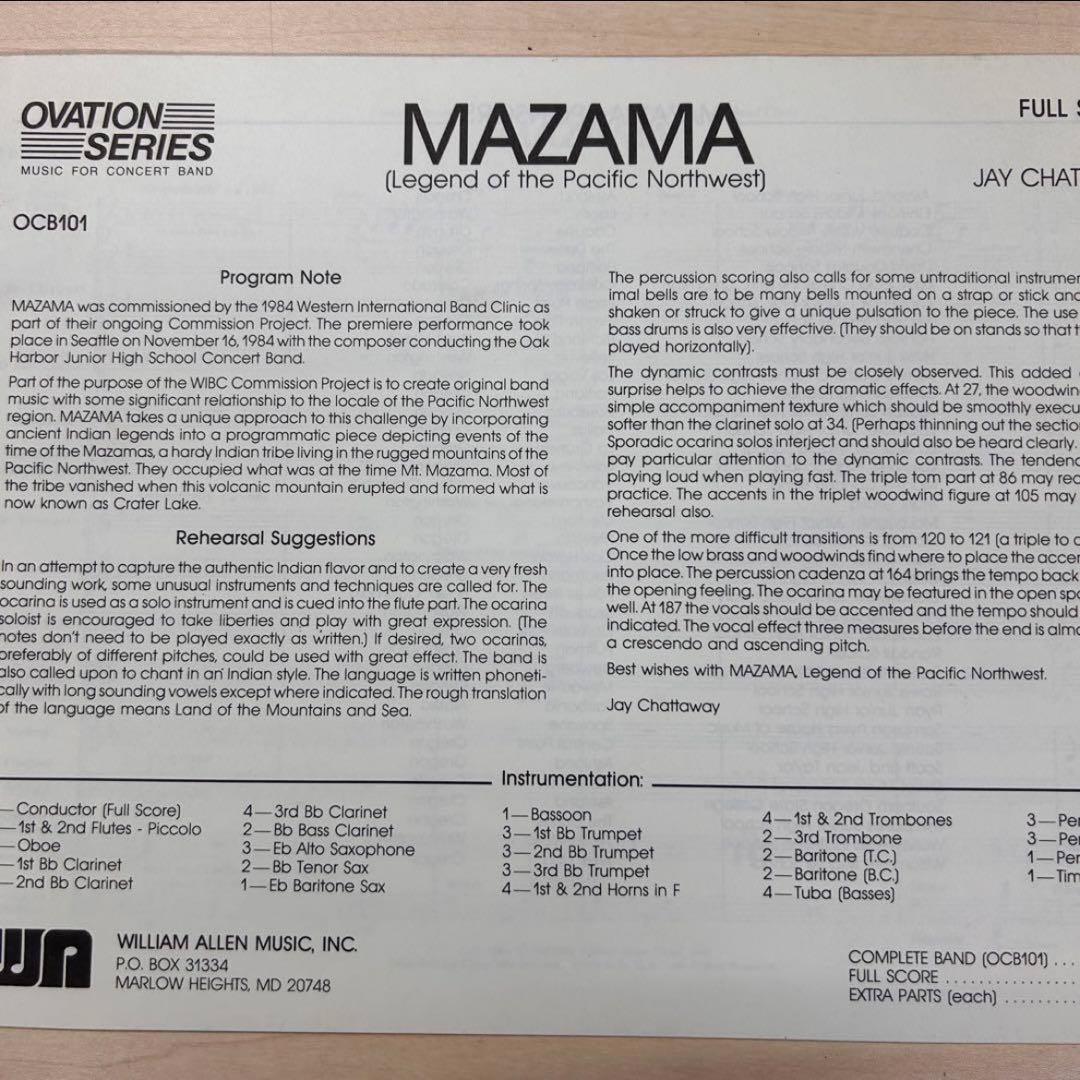 OVATION
SERIES
MUSIC FOR CONCERT BAND
OCB101
MAZAMA
(Legend of the Pacific Northwest)
FULL
JAY
Program Note
MAZAMA was commissioned by the 1984 Western International Band Clinic as
part of their ongoing Commission Project. The premiere performance took
place in Seattle on November 16, 1984 with the composer conducting the Oak
Harbor Junior High School Concert Band.
Part of the purpose of the WIBC Commission Project is to create original band
music with some significant relationship to the locale of the Pacific Northwest
region. MAZAMA takes a unique approach to this challenge by incorporating
ancient Indian legends into a programmatic piece depicting events of the
time of the Mazamas, a hardy Indian tribe living in the rugged mountains of the
Pacific Northwest. They occupied what was at the time Mt. Mazama. Most of
the tribe vanished when this volcanic mountain erupted and formed what is
now known as Crater Lake.
Rehearsal Suggestions
In an attempt to capture the authentic Indian flavor and to create a very fresh
sounding work, some unusual instruments and techniques are called for. The
ocarina is used as a solo instrument and is cued into the flute part. The ocarina
soloist is encouraged to take liberties and play with great expression. (The
notes don't need to be played exactly as written.) If desired, two ocarinas,
preferably of different pitches, could be used with great effect. The band is
also called upon to chant in an Indian style. The language is written phoneti-
cally with long sounding vowels except where indicated. The rough translation
of the language means Land of the Mountains and Sea.
The percussion scoring also calls for some untraditional
imal bells are to be many bells mounted on a strap or stick and
shaken or struck to give a unique pulsation to the piece. The use
bass drums is also very effective. (They should be on stands so that
played horizontally).
The dynamic contrasts must be closely observed. This added
surprise helps to achieve the dramatic effects. At 27, the
simple accompaniment texture which should be smoothly
softer than the clarinet solo at 34. (Perhaps thinning out the
Sporadic ocarina solos interject and should also be heard clearly.
pay particular attention to the dynamic contrasts. The
playing loud when playing fast. The triple tom part at 86 may
practice. The accents in the triplet woodwind figure at 105 may
rehearsal also.
One of the more difficult transitions is from 120 to 121 (a triple to
Once the low brass and woodwinds find where to place the
into place. The percussion cadenza at 164 brings the tempo back
the opening feeling. The ocarina may be featured in the open
well. At 187 the vocals should be accented and the tempo should
indicated. The vocal effect three measures before the end is
a crescendo and ascending pitch.
Best wishes with MAZAMA, Legend of the Pacific Northwest.
Jay Chattaway
Instrumentation:
—Conductor (Full Score)
—1st & 2nd Flutes - Piccolo
—Oboe
—1st Bb Clarinet
—2nd Bb Clarinet
4—3rd Bb Clarinet
2—Bb Bass Clarinet
3—Eb Alto Saxophone
2—Bb Tenor Sax
1—Eb Baritone Sax
1—Bassoon
3—1st Bb Trumpet
3—2nd Bb Trumpet
3—3rd Bb Trumpet
4—1st & 2nd Horns in F
4—1st & 2nd Trombones
2—3rd Trombone
2—Baritone (T.C.)
2—Baritone (B.C.)
4—Tuba (Basses)
3—
3—
1—
1—
WILLIAM ALLEN MUSIC, INC.
P.O. BOX 31334
MARLOW HEIGHTS, MD 20748
COMPLETE BAND (OCB101) . . .
FULL SCORE . . . . . . . . . . . . .
EXTRA PARTS (each) . . . . . . .